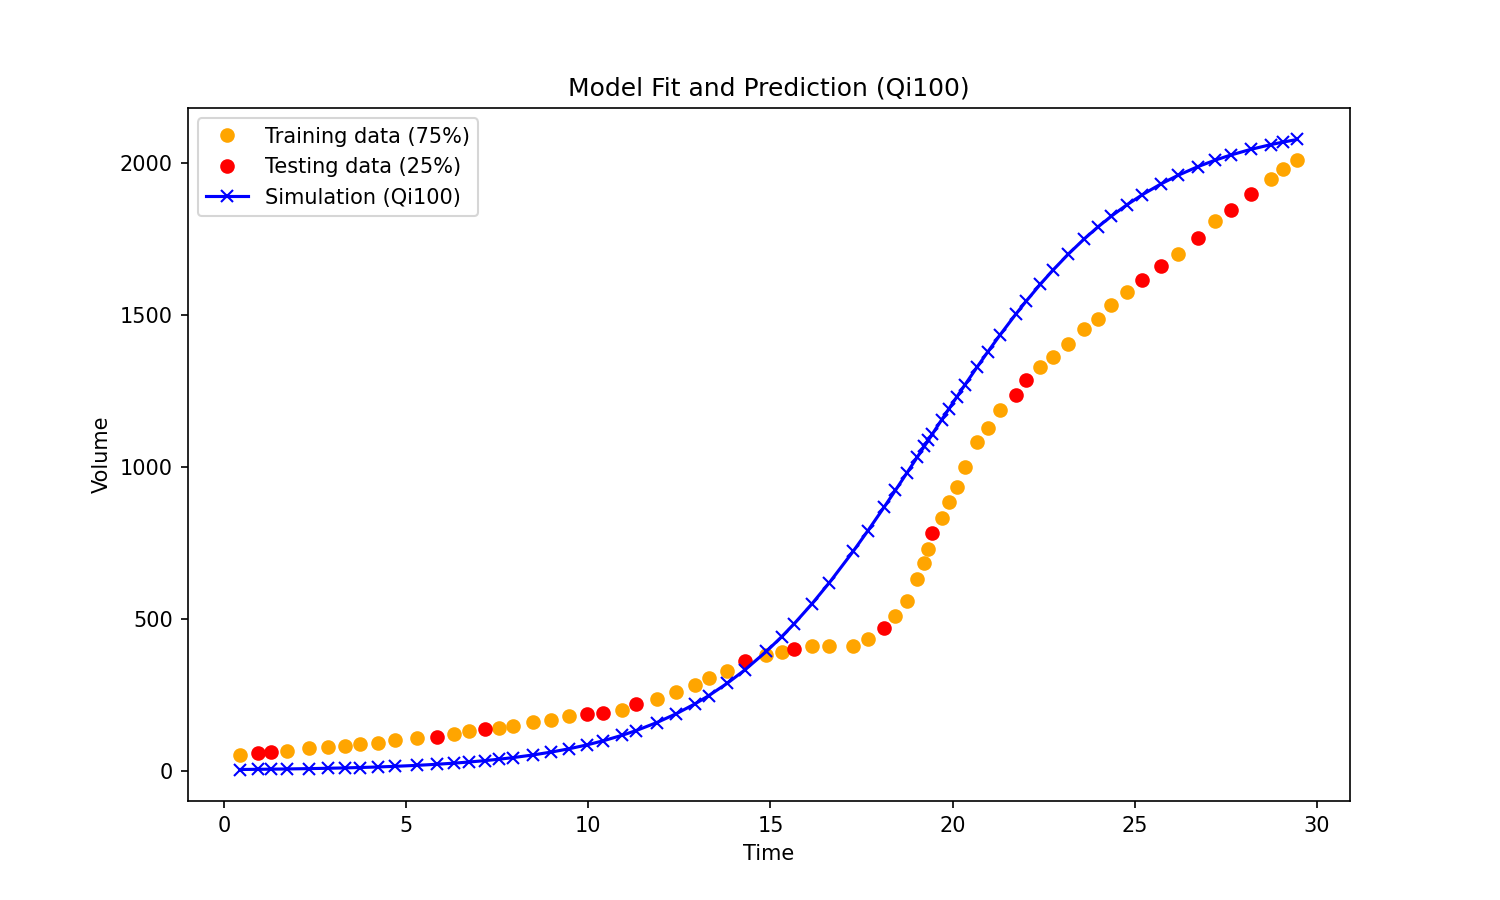 Model Fit and Prediction (Qi100)
Training data (75%)
Testing data (25%)
Simulation (Qi100)
2000
1500
1000
500
0
Volume
0 5 10 15 20 25 30
Time